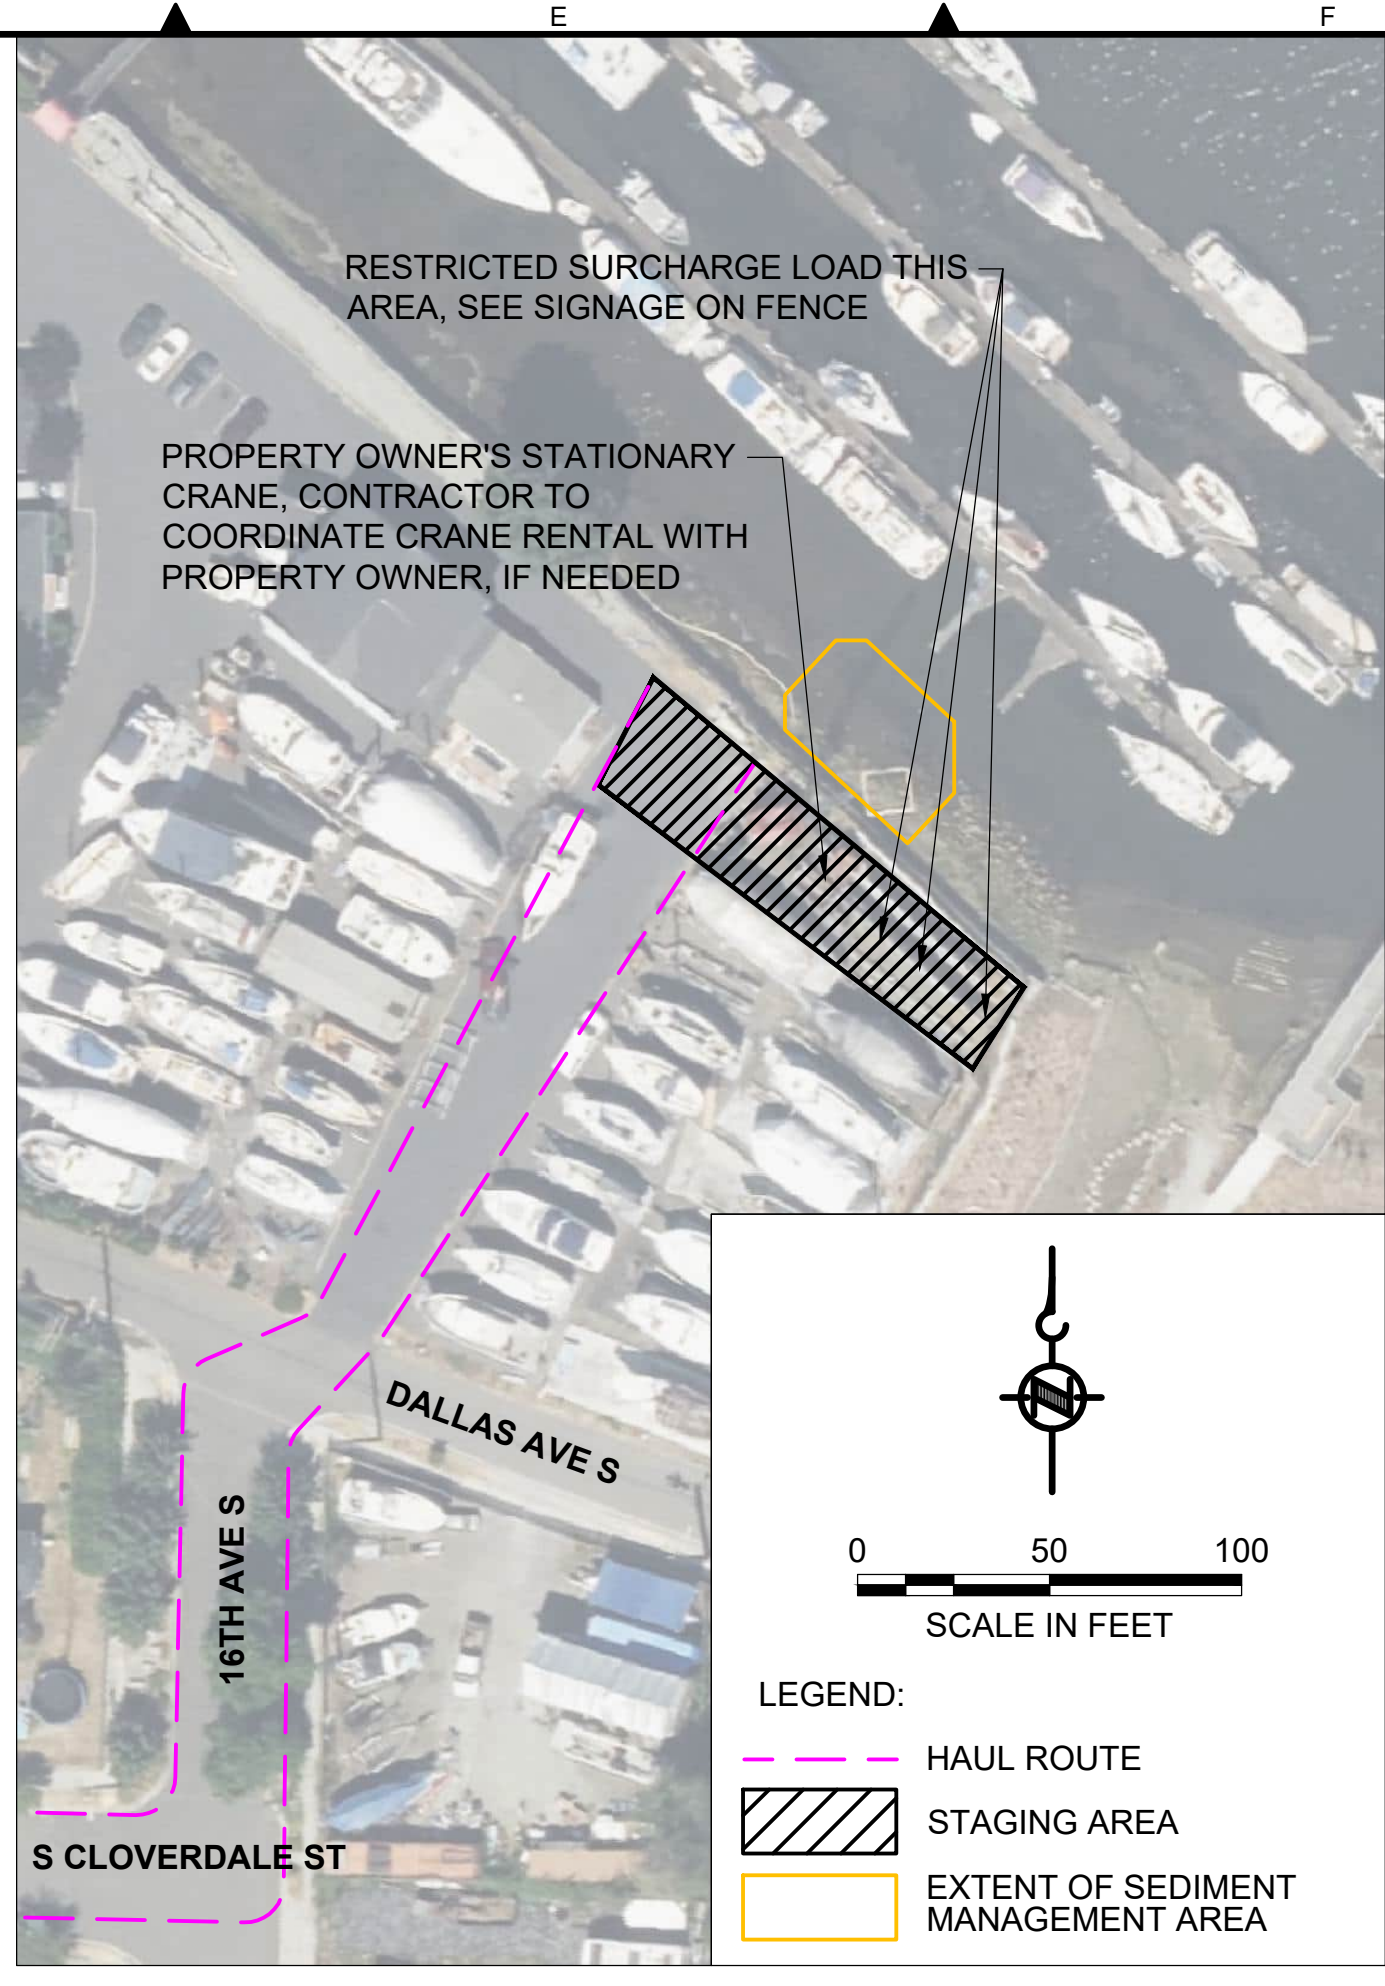 E
F
RESTRICTED SURCHARGE LOAD THIS
AREA, SEE SIGNAGE ON FENCE
PROPERTY OWNER'S STATIONARY
CRANE, CONTRACTOR TO
COORDINATE CRANE RENTAL WITH
PROPERTY OWNER, IF NEEDED
DALLAS AVE S
16TH AVE S
S CLOVERDALE ST
N
0 50 100
SCALE IN FEET
LEGEND:
HAUL ROUTE
STAGING AREA
EXTENT OF SEDIMENT
MANAGEMENT AREA